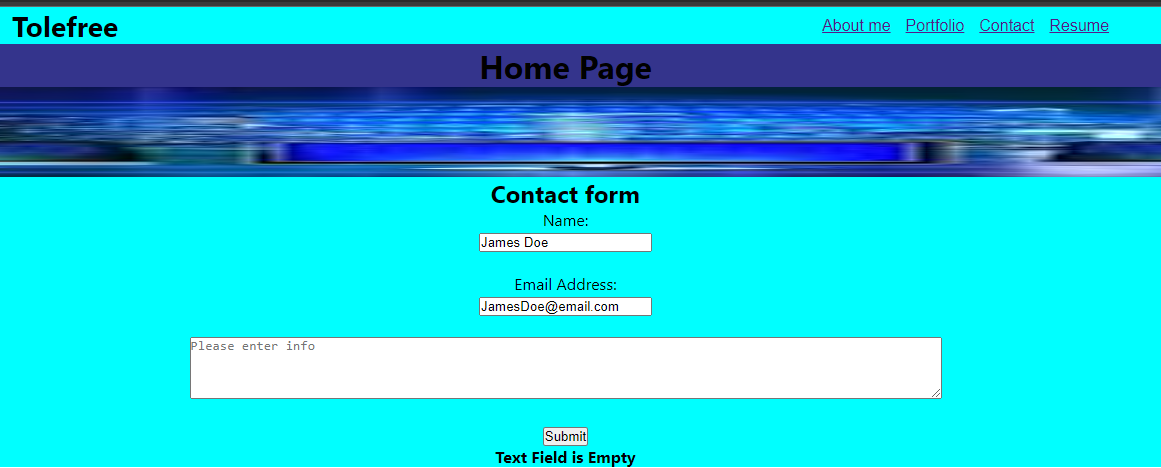 Tolefree
About me Portfolio Contact Resume
Home Page
Contact form
Name:
James Doe
Email Address:
JamesDoe@email.com
Please enter info
Submit
Text Field is Empty